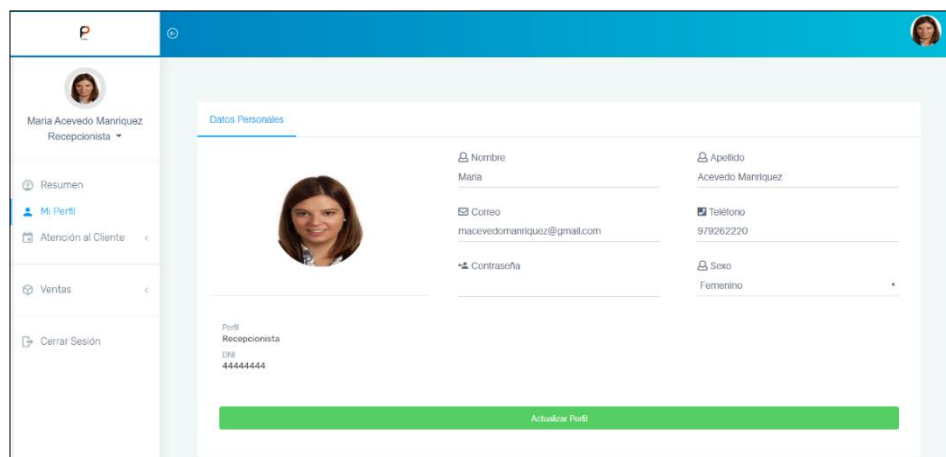 Maria Acevedo Manriquez
Recepcionista
Resumen
Mi Perfil
Atención al Cliente
Ventas
Cerrar Sesión
Datos Personales
Nombre
Maria
Apellido
Acevedo Manriquez
Correo
macevedomanriquez@gmail.com
Teléfono
979262220
Contraseña
Sexo
Femenino
Perfil
Recepcionista
DNI
44444444
Actualizar Perfil